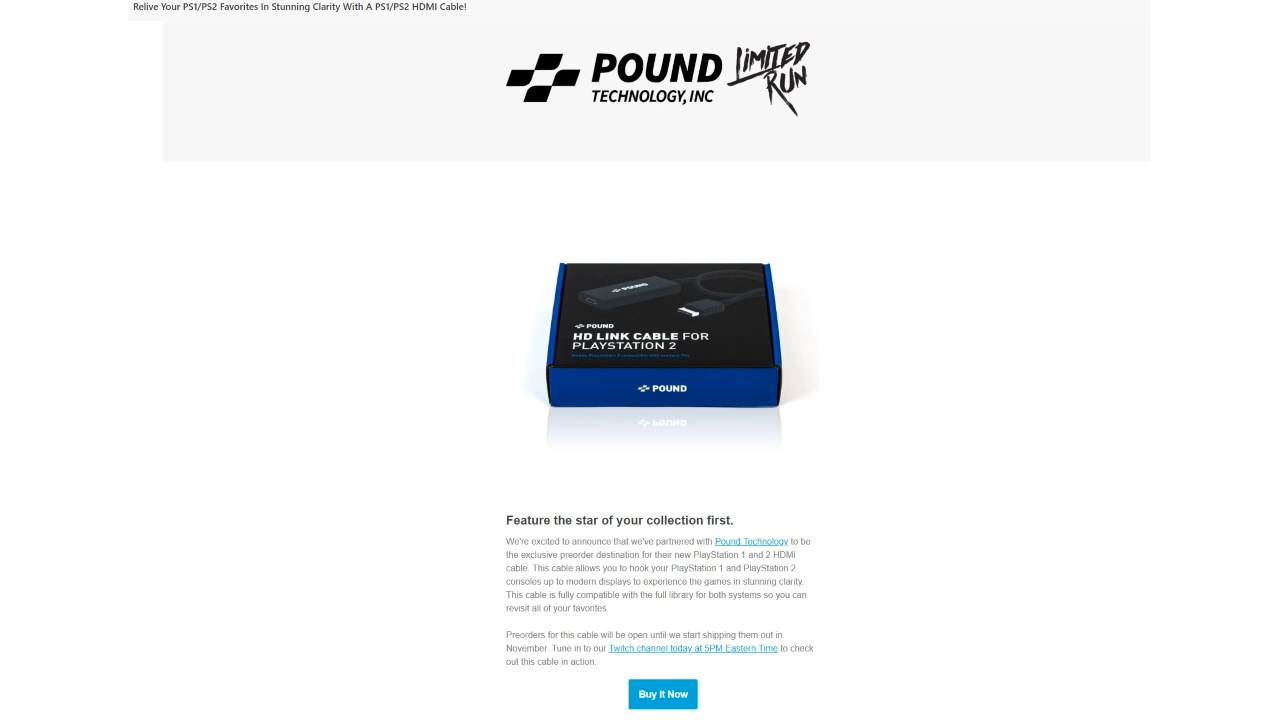 Relive Your PS1/PS2 Favorites In Stunning Clarity With A PS1/PS2 HDMI Cable!
POUND
TECHNOLOGY, INC
LIMITED
RUN
POUND
POUND
HD LINK CABLE FOR
PLAYSTATION 2
Makes Playstation 2 compatible with modern TVs
POUND
Feature the star of your collection first.
We're excited to announce that we've partnered with Pound Technology to be
the exclusive preorder destination for their new PlayStation 1 and 2 HDMI
cable. This cable allows you to hook your PlayStation 1 and PlayStation 2
consoles up to modern displays to experience the games in stunning clarity.
This cable is fully compatible with the full library for both systems so you can
revisit all of your favorites.
Preorders for this cable will be open until we start shipping them out in
November. Tune in to our Twitch channel today at 5PM Eastern Time to check
out this cable in action.
Buy It Now